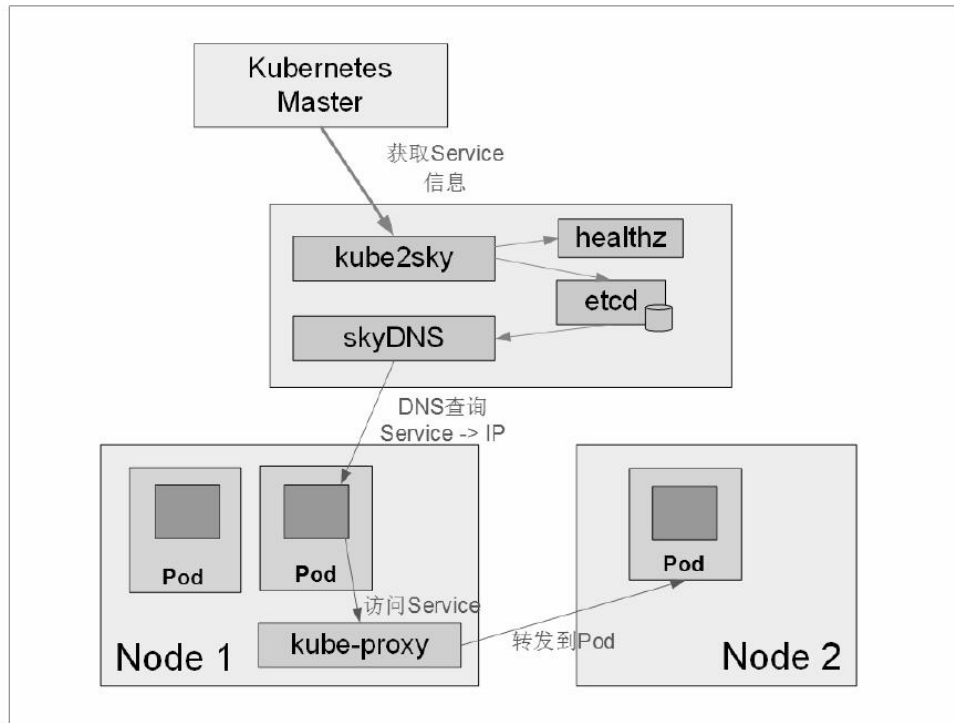 Kubernetes
Master
获取Service
信息
kube2sky
healthz
etcd
skyDNS
DNS查询
Service -> IP
Pod
Pod
Pod
访问Service
kube-proxy
转发到Pod
Node 1
Node 2